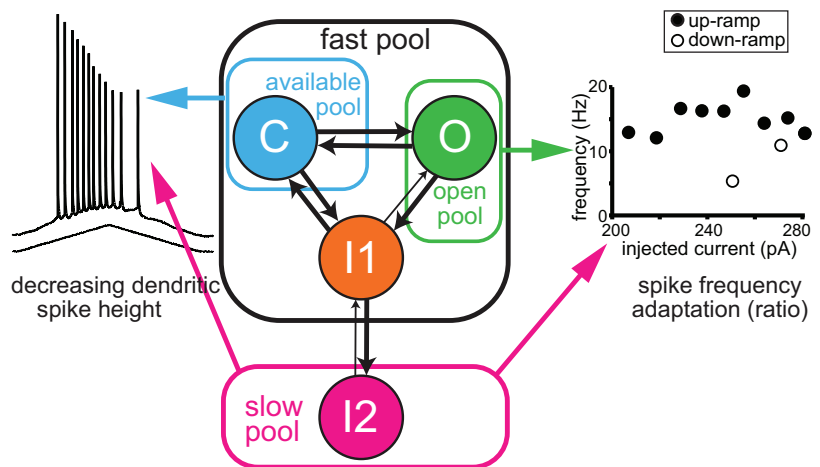 fast pool
available
pool
C
O
open
pool
I1
I2
slow
pool
decreasing dendritic
spike height
up-ramp
down-ramp
frequency (Hz)
20
10
0
200
240
280
injected current (pA)
spike frequency
adaptation (ratio)